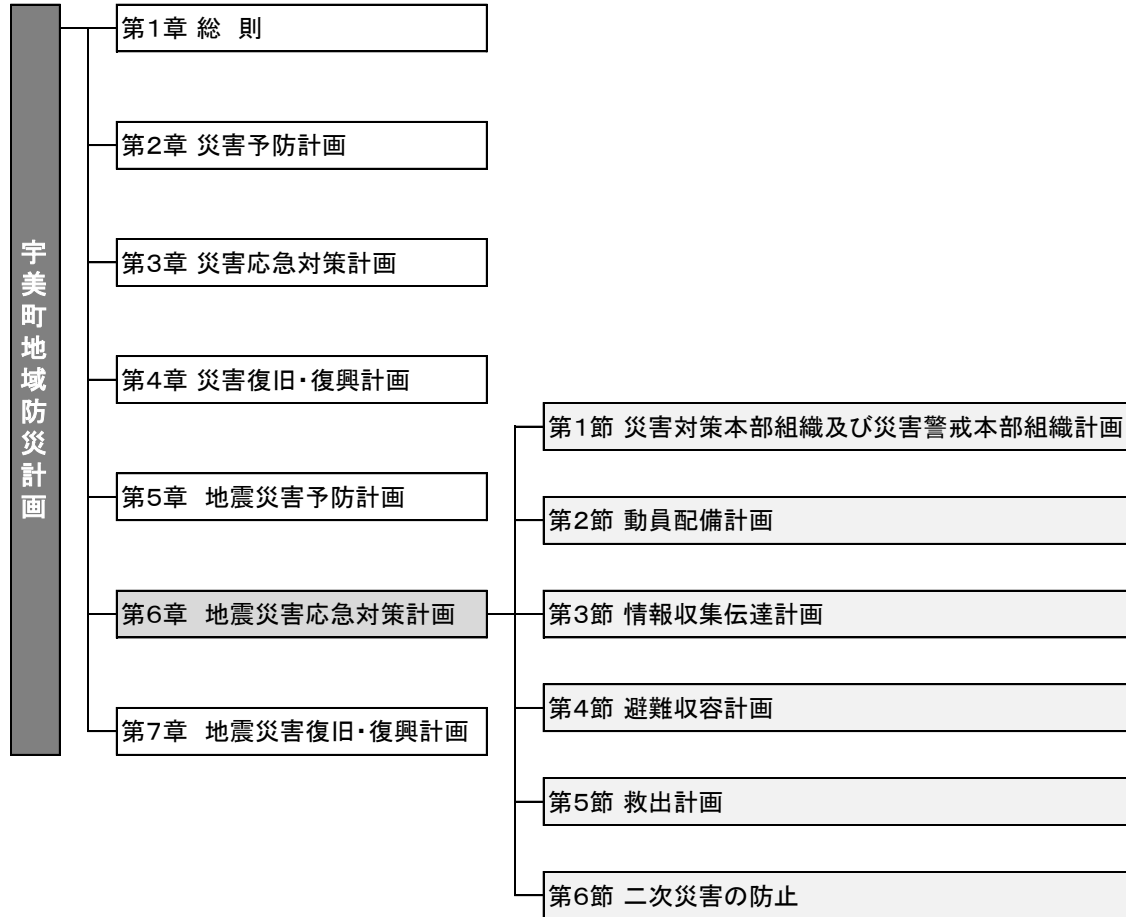 宇美町地域防災計画
第1章 総 則
第2章 災害予防計画
第3章 災害応急対策計画
第4章 災害復旧・復興計画
第5章 地震災害予防計画
第6章 地震災害応急対策計画
第7章 地震災害復旧・復興計画
第1節 災害対策本部組織及び災害警戒本部組織計画
第2節 動員配備計画
第3節 情報収集伝達計画
第4節 避難収容計画
第5節 救出計画
第6節 二次災害の防止